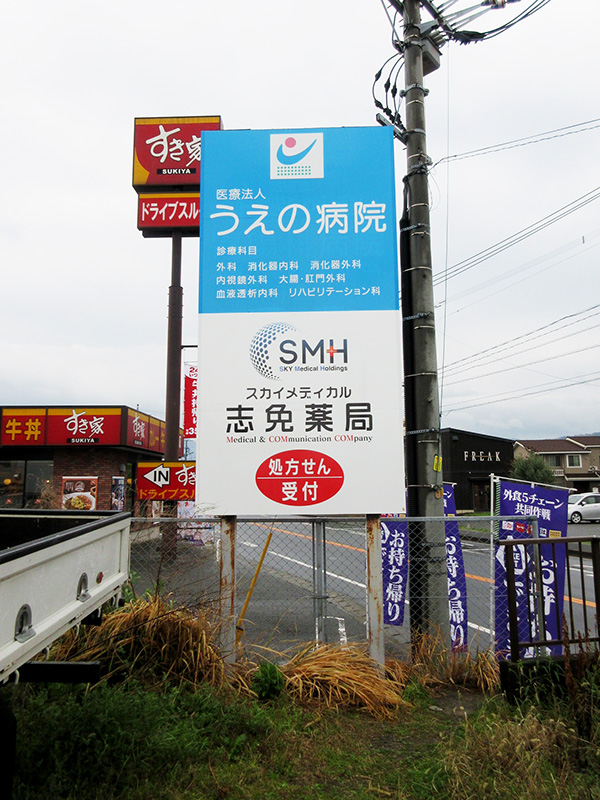 すき家
SUKIYA
ドライブスルー
医療法人
うえの病院
診療科目
外科 消化器内科 消化器外科
内視鏡外科 大腸・肛門外科
血液透析内科 リハビリテーション科
SMH
SKY Medical Holdings
スカイメディカル
志免薬局
Medical & COMmunication COMpany
処方せん
受付
牛丼
すき家
SUKIYA
IN
すき家
ドライブスル
FREAK
外食5チェーン
共同作戦
お持ち帰り
お持ち